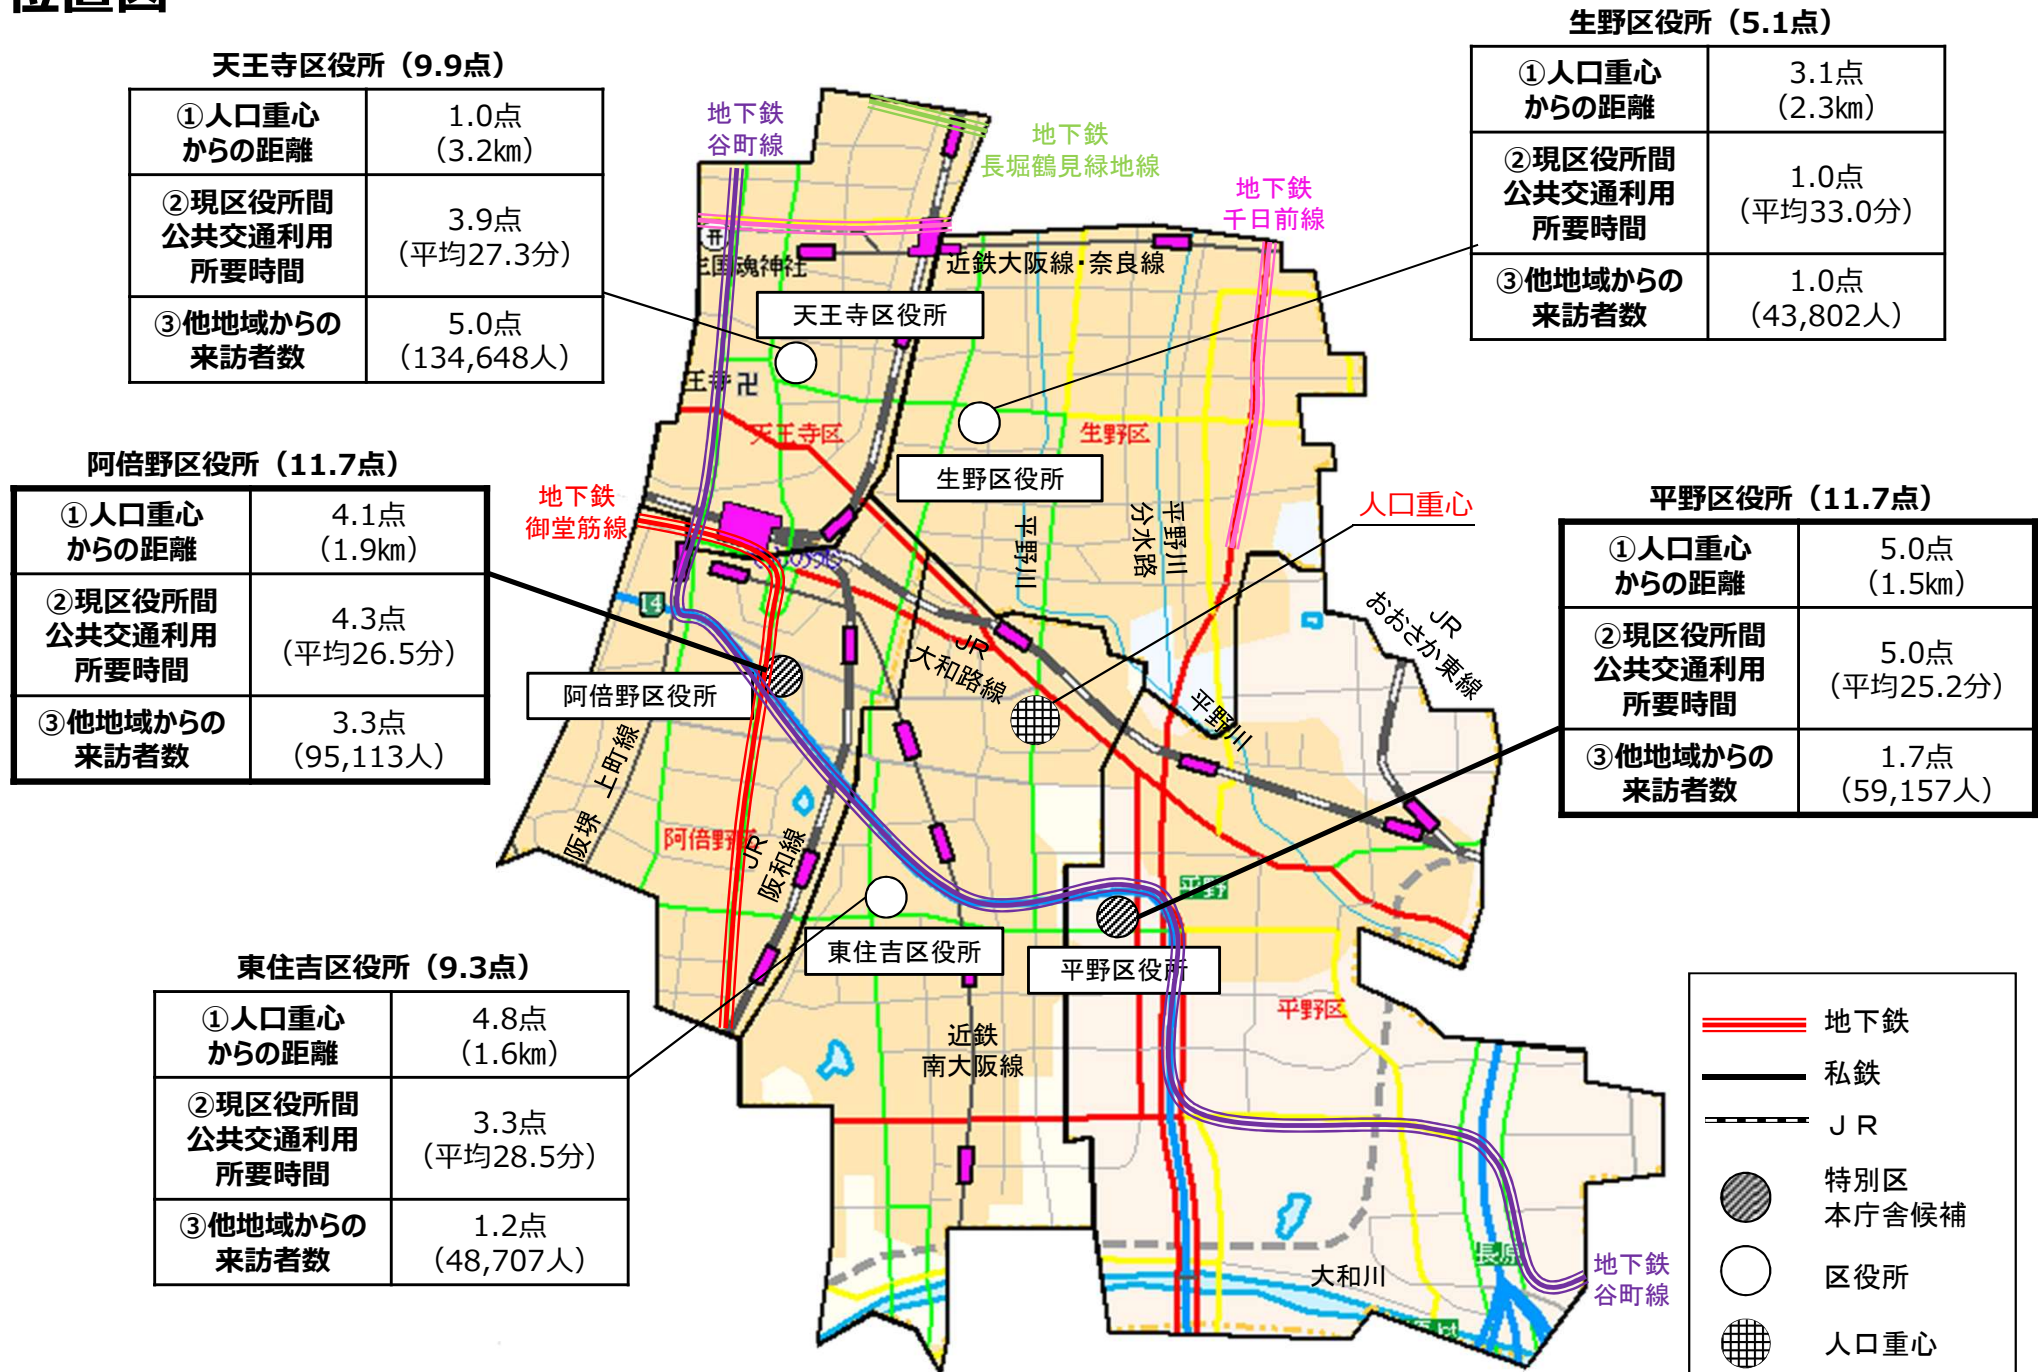 位置図
天王寺区役所（9.9点）
①人口重心
からの距離
1.0点
（3.2㎞）
②現区役所間
公共交通利用
所要時間
3.9点
（平均27.3分）
③他地域からの
来訪者数
5.0点
（134,648人）
生野区役所（5.1点）
①人口重心
からの距離
3.1点
（2.3㎞）
②現区役所間
公共交通利用
所要時間
1.0点
（平均33.0分）
③他地域からの
来訪者数
1.0点
（43,802人）
阿倍野区役所（11.7点）
①人口重心
からの距離
4.1点
（1.9㎞）
②現区役所間
公共交通利用
所要時間
4.3点
（平均26.5分）
③他地域からの
来訪者数
3.3点
（95,113人）
平野区役所（11.7点）
①人口重心
からの距離
5.0点
（1.5㎞）
②現区役所間
公共交通利用
所要時間
5.0点
（平均25.2分）
③他地域からの
来訪者数
1.7点
（59,157人）
東住吉区役所（9.3点）
①人口重心
からの距離
4.8点
（1.6㎞）
②現区役所間
公共交通利用
所要時間
3.3点
（平均28.5分）
③他地域からの
来訪者数
1.2点
（48,707人）
地下鉄
谷町線
地下鉄
長堀鶴見緑地線
地下鉄
千日前線
近鉄大阪線・奈良線
国魂神社
天王寺区役所
王寺卍
天王寺区
生野区
生野区役所
地下鉄
御堂筋線
人口重心
平野川
平野川
分水路
14
JR
大和路線
JR
おおさか東線
平野川
阿倍野区役所
阪堺 上町線
阿倍野
JR
阪和線
平野
東住吉区役所
平野区役所
平野区
近鉄
南大阪線
長原
大和川
地下鉄
谷町線
地下鉄
私鉄
ＪＲ
特別区
本庁舎候補
区役所
人口重心